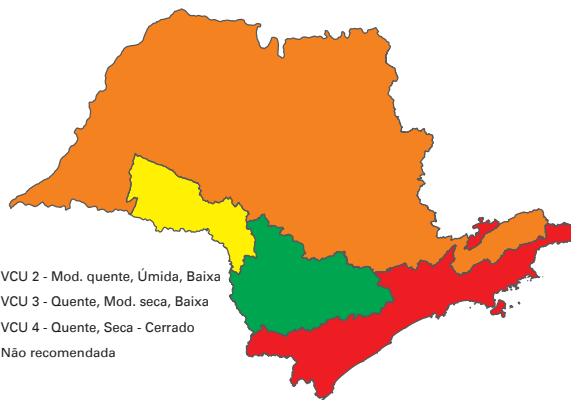 VCU 2 - Mod. quente, Úmida, Baixa
VCU 3 - Quente, Mod. seca, Baixa
VCU 4 - Quente, Seca - Cerrado
Não recomendada